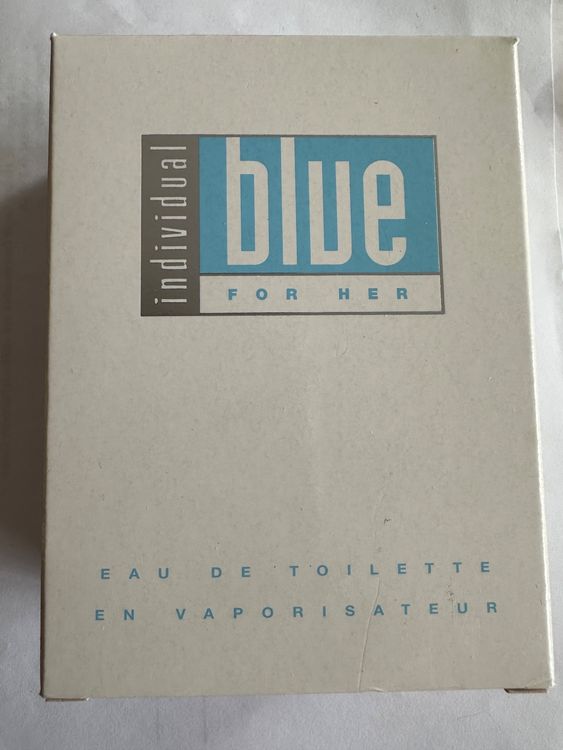 individual
blue
FOR HER
EAU DE TOILETTE
EN VAPORISATEUR